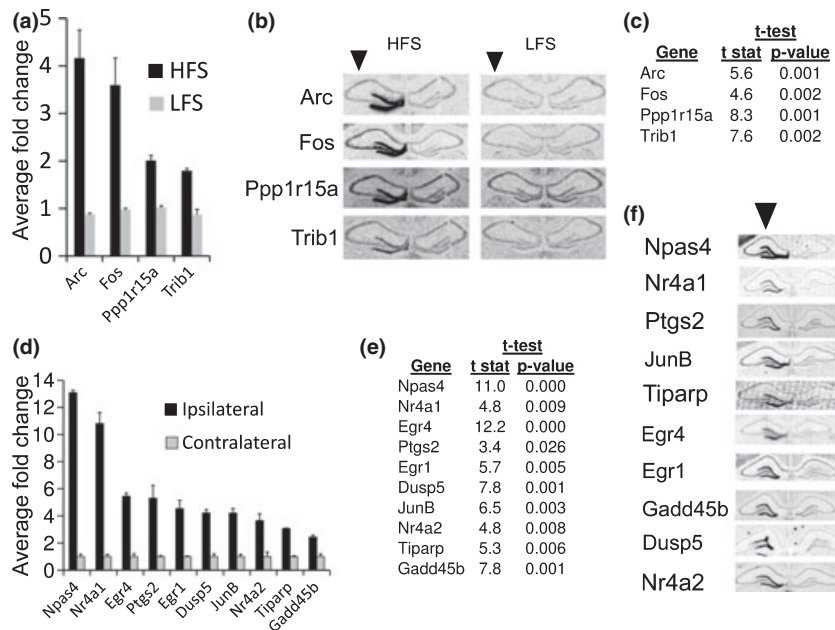 (a)
Average fold change
5
4
3
2
1
0
HFS
LFS
Arc
Fos
Ppp1r15a
Trib1
(b)
HFS LFS
Arc
Fos
Ppp1r15a
Trib1
(c)
t-test
Gene t stat p-value
Arc 5.6 0.001
Fos 4.6 0.002
Ppp1r15a 8.3 0.001
Trib1 7.6 0.002
(d)
Average fold change
14
12
10
8
6
4
2
0
Ipsilateral
Contralateral
Npas4
Nr4a1
Egr4
Ptgs2
Egr1
Dusp5
JunB
Nr4a2
Tiparp
Gadd45b
(e)
t-test
Gene t stat p-value
Npas4 11.0 0.000
Nr4a1 4.8 0.009
Egr4 12.2 0.000
Ptgs2 3.4 0.026
Egr1 5.7 0.005
Dusp5 7.8 0.001
JunB 6.5 0.003
Nr4a2 4.8 0.008
Tiparp 5.3 0.006
Gadd45b 7.8 0.001
(f)
Npas4
Nr4a1
Ptgs2
JunB
Tiparp
Egr4
Egr1
Gadd45b
Dusp5
Nr4a2